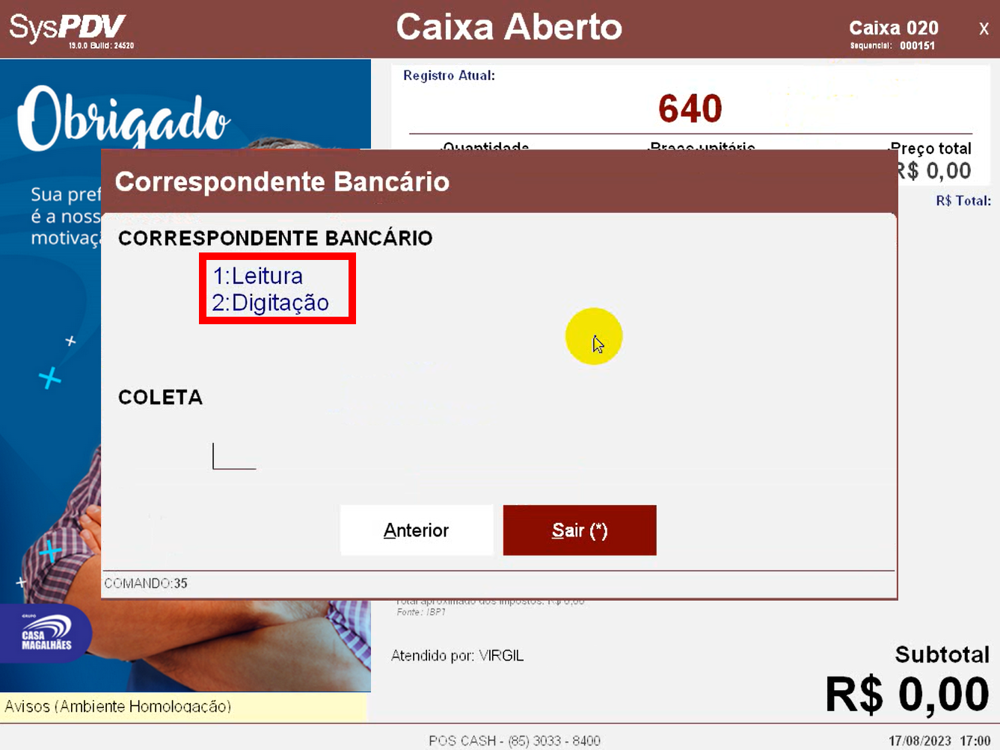 SysPDV
19.0.0 Build: 24520
Caixa Aberto
Caixa 020
X
Sequencial: 000151
Obrigado
Registro Atual:
640
Quantidade
Preço unitário
Preço total
R$ 0,00
R$ Total:
Sua pref
é a noss
motivaç
Correspondente Bancário
CORRESPONDENTE BANCÁRIO
1:Leitura
2:Digitação
COLETA
Anterior
Sair (*)
COMANDO:35
Total aproximado dos impostos: R$ 0,00
Fonte: IBPT
GRUPO
CASA
MAGALHÃES
Atendido por: VIRGIL
Subtotal
R$ 0,00
Avisos (Ambiente Homologação)
POS CASH - (85) 3033 - 8400
17/08/2023 17:00